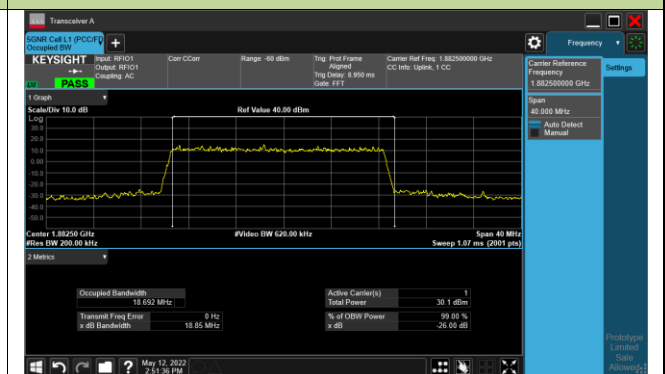 Transceiver A
5GNR Cell L1 (PCC/FD
Occupied BW
Frequency
KEYSIGHT
LVI
PASS
Input: RFIO1
Output: RFIO1
Coupling: AC
Corr CCorr
Range: -60 dBm
Trig: Prot Frame
Aligned
Trig Delay: 8.950 ms
Gate: FFT
Carrier Ref Freq: 1.882500000 GHz
CC Info: Uplink, 1 CC
Carrier Reference
Frequency
1.882500000 GHz
Settings
Span
40.000 MHz
Auto Detect
Manual
1 Graph
Scale/Div 10.0 dB
Ref Value 40.00 dBm
Log
30.0
20.0
10.0
0.00
-10.0
-20.0
-30.0
-40.0
-50.0
Center 1.88250 GHz
#Res BW 200.00 kHz
#Video BW 620.00 kHz
Span 40 MHz
Sweep 1.07 ms (2001 pts)
2 Metrics
Occupied Bandwidth
18.692 MHz
Transmit Freq Error 0 Hz
x dB Bandwidth 18.85 MHz
Active Carrier(s) 1
Total Power 30.1 dBm
% of OBW Power 99.00 %
x dB -26.00 dB
Prototype
Limited
Sale
Allowed
?
May 12, 2022
2:51:36 PM